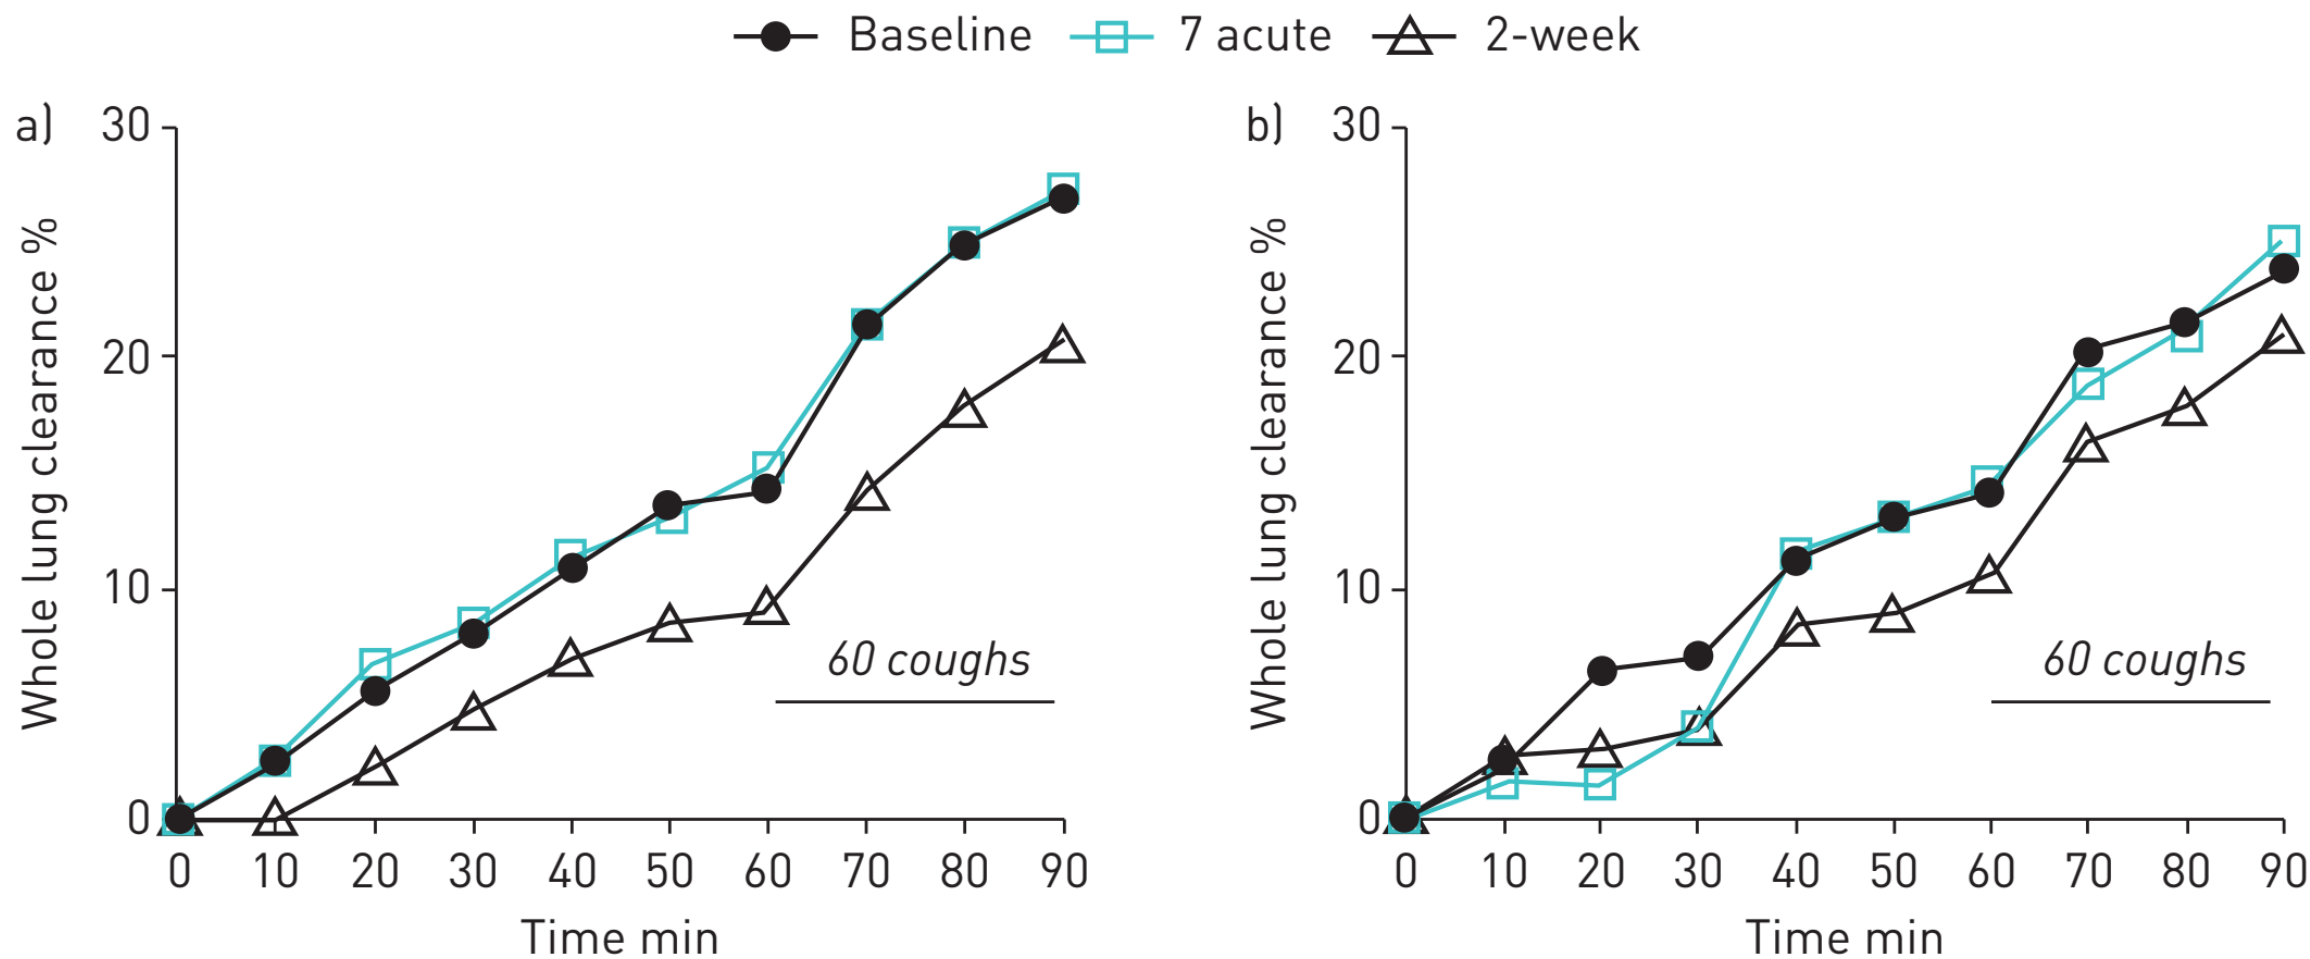 Baseline 7 acute 2-week
a)
30
20
10
0
Whole lung clearance %
60 coughs
0 10 20 30 40 50 60 70 80 90
Time min
b)
30
20
10
0
Whole lung clearance %
60 coughs
0 10 20 30 40 50 60 70 80 90
Time min